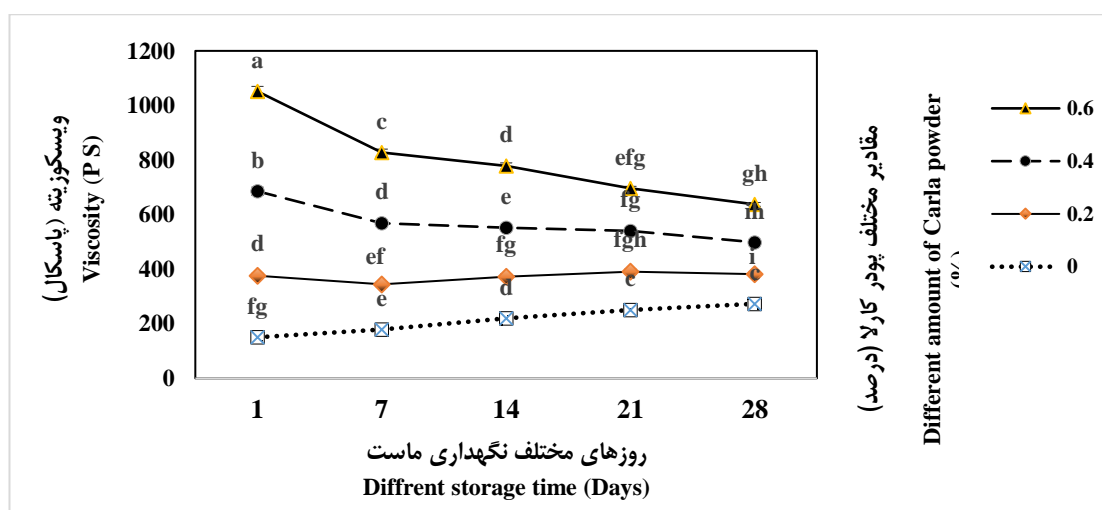 1200
1000
800
600
400
200
0
ویسکوزیته (پاسکال)
Viscosity (P S)
a
c
d
efg
gh
b
d
e
fg
m
d
ef
fg
fgh
i
fg
e
d
c
c
1
7
14
21
28
روزهای مختلف نگهداری ماست
Diffrent storage time (Days)
مقادیر مختلف پودر کارلا (درصد)
Different amount of Carla powder
(%)
0.6
0.4
0.2
0